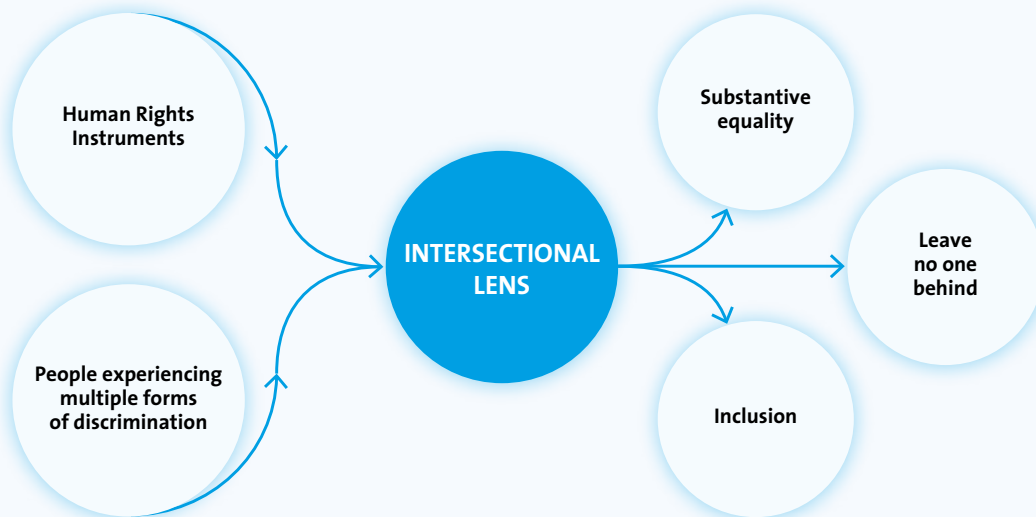 Human Rights
Instruments
People experiencing
multiple forms
of discrimination
INTERSECTIONAL
LENS
Substantive
equality
Leave
no one
behind
Inclusion